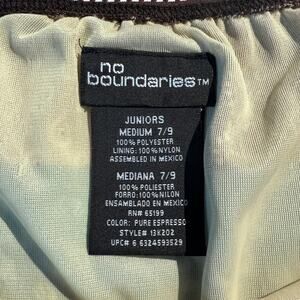 no
boundaries™
JUNIORS
MEDIUM 7/9
100% POLYESTER
LINING: 100% NYLON
ASSEMBLED IN MEXICO
MEDIANA 7/9
100% POLIESTER
FORRO: 100% NILON
ENSAMBLADO EN MEXICO
RN# 65199
COLOR: PURE ESPRESSO
STYLE# 13K202
UPC# 6 6324593529